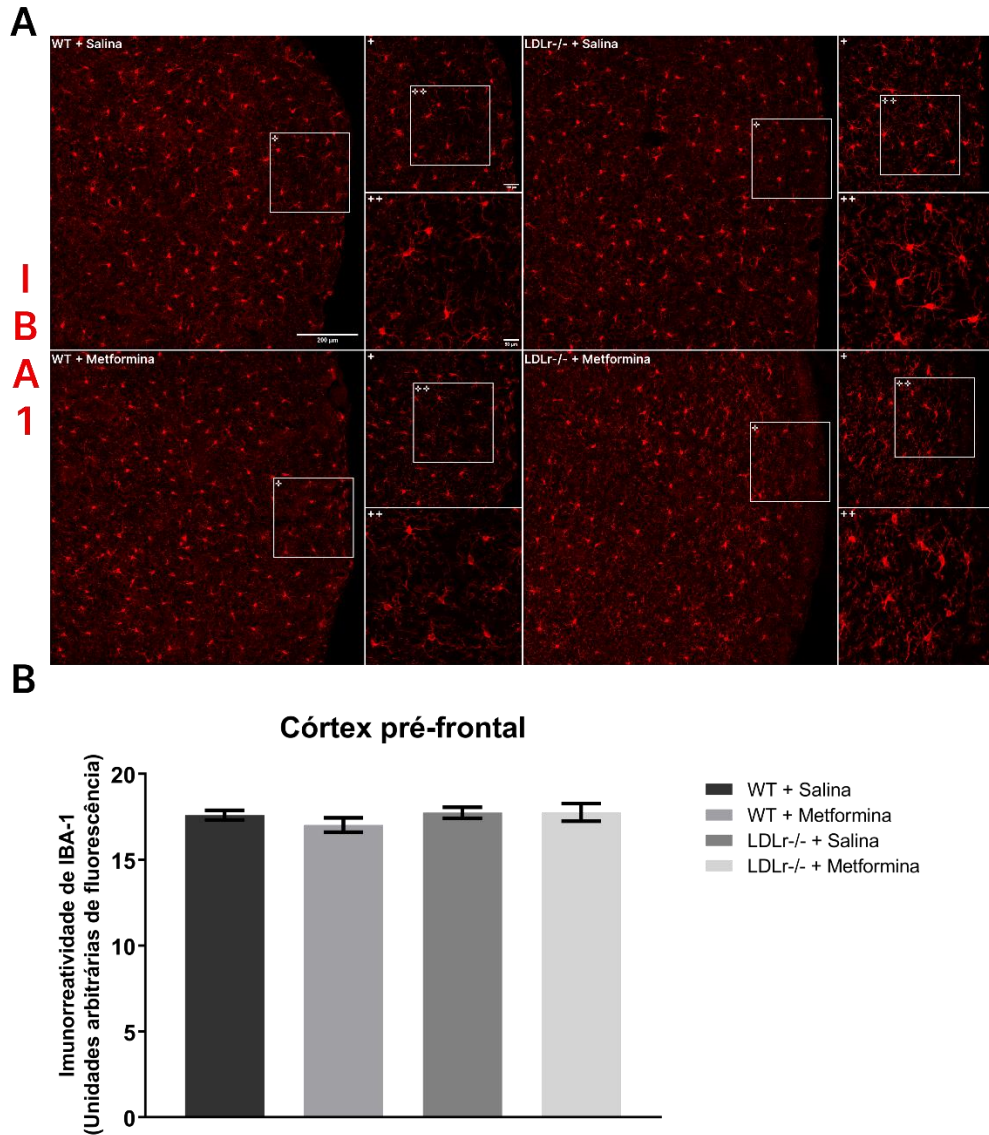 A
WT + Salina
+
++
++
LDLr-/- + Salina
+
++
++
200 µm
50 µm
I
B
A
1
WT + Metformina
+
++
++
LDLr-/- + Metformina
+
++
++
B
Córtex pré-frontal
Imunorreatividade de IBA-1
(Unidades arbitrárias de fluorescência)
20
15
10
5
0
WT + Salina
WT + Metformina
LDLr-/- + Salina
LDLr-/- + Metformina